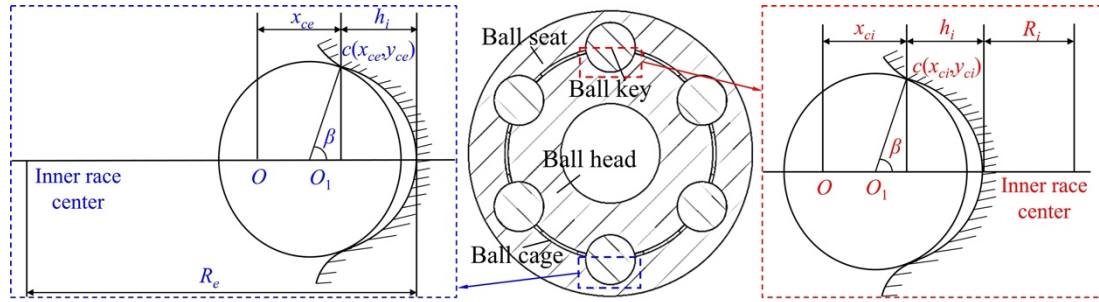 x_ce
h_i
c(x_ce,y_ce)
β
O
O_1
Inner race
center
R_e
Ball seat
Ball key
Ball head
Ball cage
x_ci
h_i
R_i
c(x_ci,y_ci)
β
O
O_1
Inner race
center